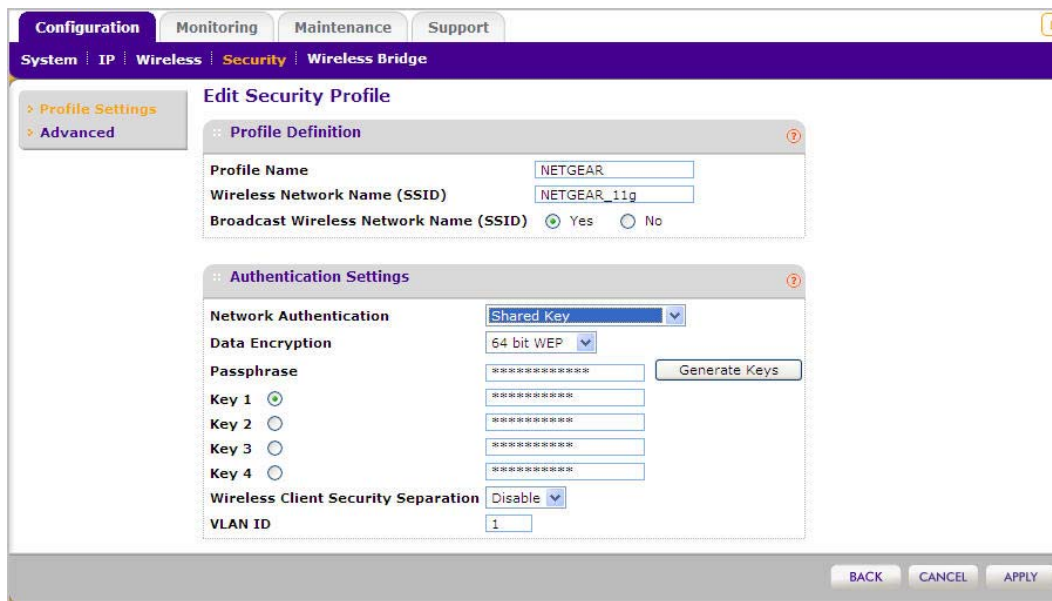 Configuration Monitoring Maintenance Support
System IP Wireless Security Wireless Bridge
> Profile Settings
> Advanced
Edit Security Profile
Profile Definition ?
Profile Name NETGEAR
Wireless Network Name (SSID) NETGEAR_11g
Broadcast Wireless Network Name (SSID) Yes No
Authentication Settings ?
Network Authentication Shared Key
Data Encryption 64 bit WEP
Passphrase ************ Generate Keys
Key 1 **********
Key 2 **********
Key 3 **********
Key 4 **********
Wireless Client Security Separation Disable
VLAN ID 1
BACK CANCEL APPLY